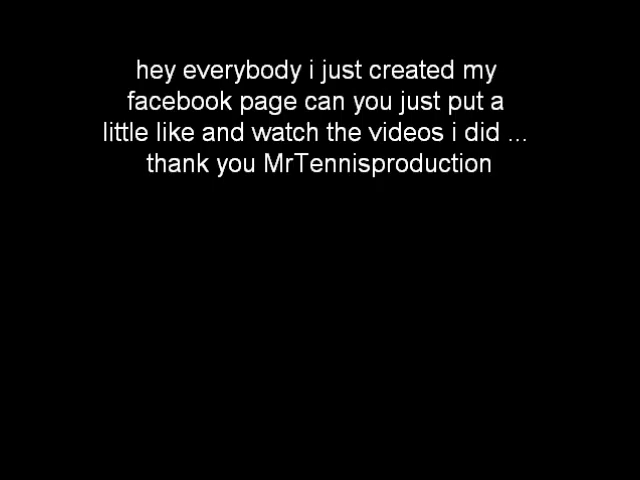 hey everybody i just created my
facebook page can you just put a
little like and watch the videos i did ...
thank you MrTennisproduction